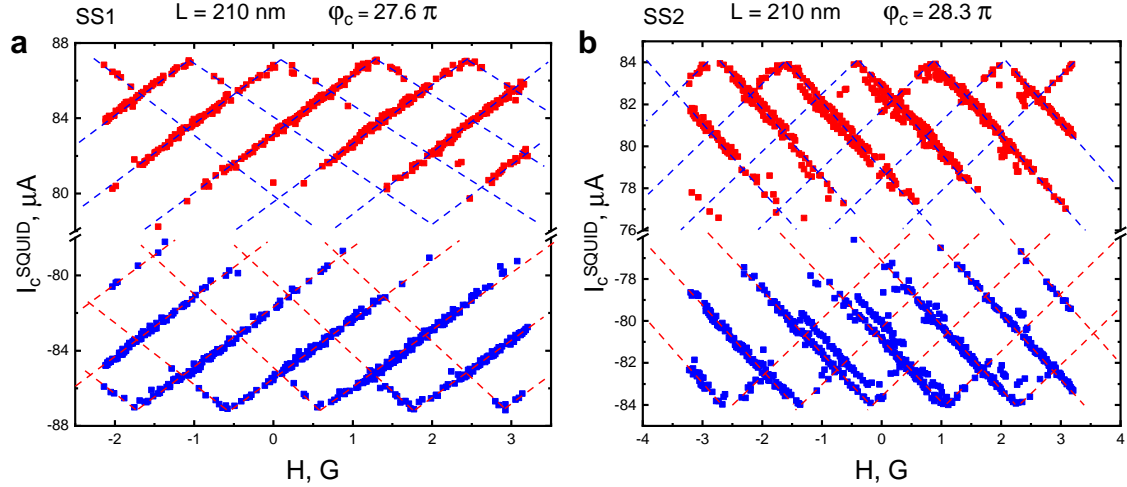 SS1 L = 210 nm φc = 27.6 π
SS2 L = 210 nm φc = 28.3 π
a
b
88
84
80
-80
-84
-88
IcSQUID, μA
-2 -1 0 1 2 3
H, G
84
82
80
78
76
-78
-80
-82
-84
IcSQUID, μA
-4 -3 -2 -1 0 1 2 3 4
H, G